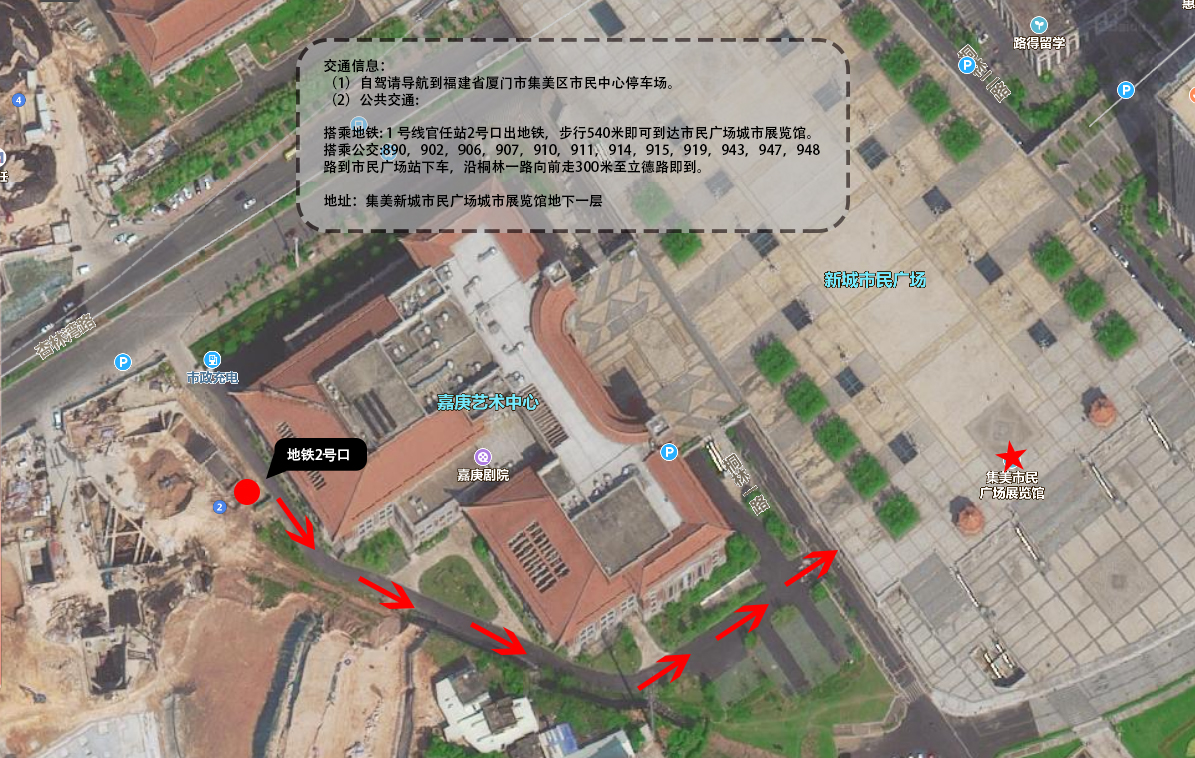 交通信息：
（1）自驾请导航到福建省厦门市集美区市民中心停车场。
（2）公共交通：
搭乘地铁：1号线官任站2号口出地铁，步行540米即可到达市民广场城市展览馆。
搭乘公交：890，902，906，907，910，911，914，915，919，943，947，948
路到市民广场站下车，沿桐林一路向前走300米至立德路即到。
地址：集美新城市民广场城市展览馆地下一层
路得留学
P
P
4
新城市民广场
杏林湾路
P
市政充电
嘉庚艺术中心
地铁2号口
嘉庚剧院
P
集美市民
广场展览馆
2